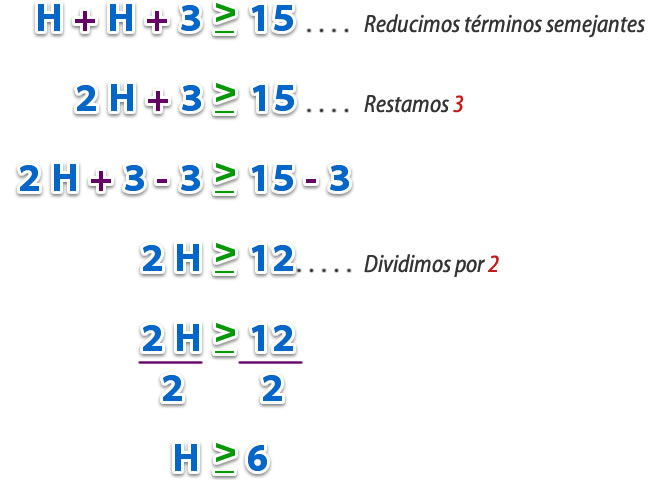 H + H + 3 ≥ 15 .... Reducimos términos semejantes
2 H + 3 ≥ 15 .... Restamos 3
2 H + 3 - 3 ≥ 15 - 3
2 H ≥ 12 ..... Dividimos por 2
2 H ≥ 12
2 2
H ≥ 6